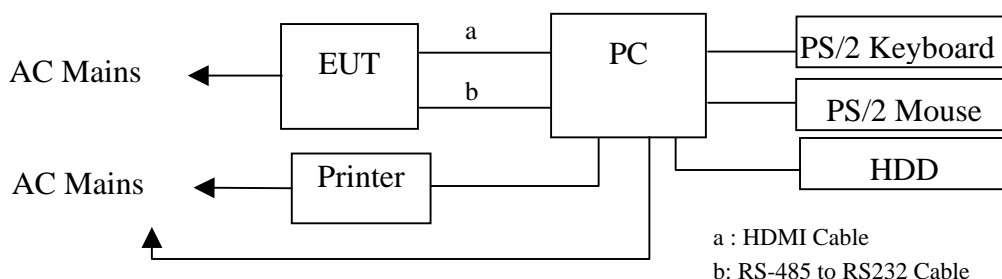 a
PS/2 Keyboard
EUT
PC
AC Mains
b
PS/2 Mouse
Printer
HDD
AC Mains
a : HDMI Cable
b: RS-485 to RS232 Cable